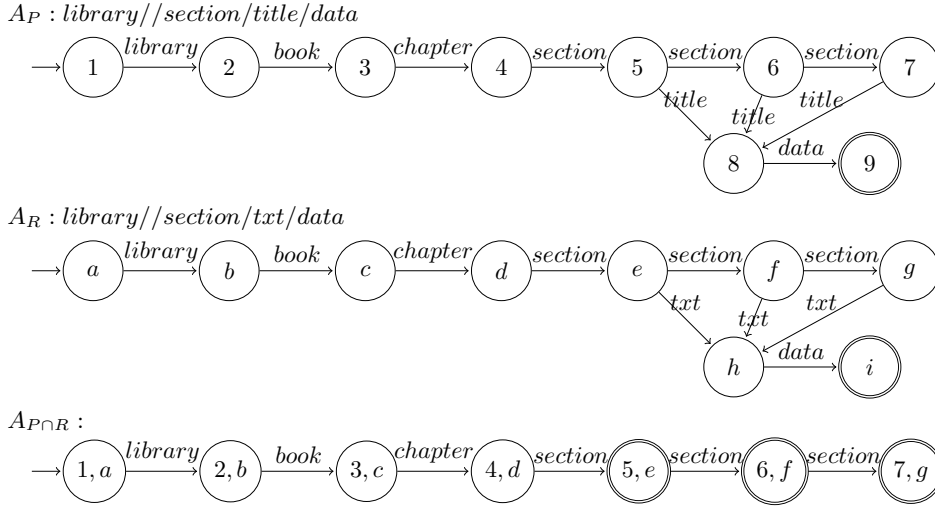 A_P : library//section/title/data
library book chapter section section section
1 2 3 4 5 6 7
title title title
data
8 9
A_R : library//section/txt/data
library book chapter section section section
a b c d e f g
txt txt txt
data
h i
A_{P∩R} :
library book chapter section section section
1, a 2, b 3, c 4, d 5, e 6, f 7, g